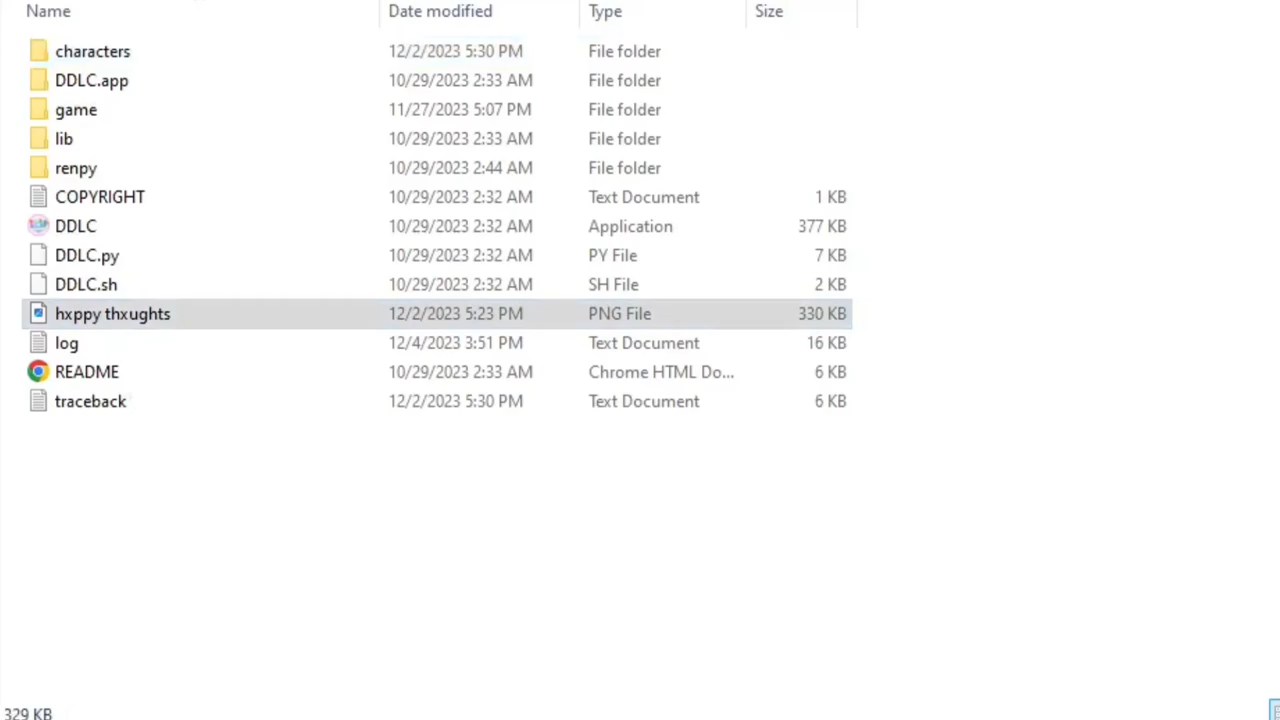 Name Date modified Type Size
characters 12/2/2023 5:30 PM File folder
DDLC.app 10/29/2023 2:33 AM File folder
game 11/27/2023 5:07 PM File folder
lib 10/29/2023 2:33 AM File folder
renpy 10/29/2023 2:44 AM File folder
COPYRIGHT 10/29/2023 2:32 AM Text Document 1 KB
DDLC 10/29/2023 2:32 AM Application 377 KB
DDLC.py 10/29/2023 2:32 AM PY File 7 KB
DDLC.sh 10/29/2023 2:32 AM SH File 2 KB
hxppy thxughts 12/2/2023 5:23 PM PNG File 330 KB
log 12/4/2023 3:51 PM Text Document 16 KB
README 10/29/2023 2:33 AM Chrome HTML Do... 6 KB
traceback 12/2/2023 5:30 PM Text Document 6 KB
329 KB